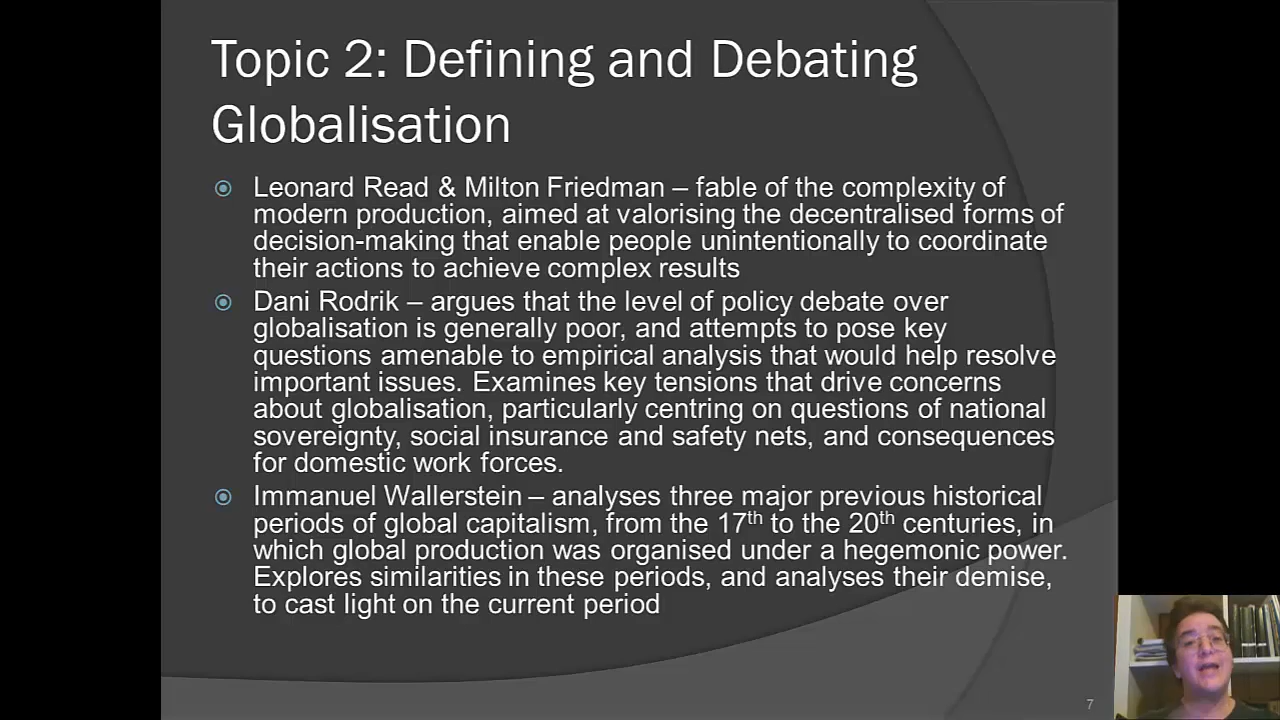 Topic 2: Defining and Debating
Globalisation
Leonard Read & Milton Friedman – fable of the complexity of
modern production, aimed at valorising the decentralised forms of
decision-making that enable people unintentionally to coordinate
their actions to achieve complex results
Dani Rodrik – argues that the level of policy debate over
globalisation is generally poor, and attempts to pose key
questions amenable to empirical analysis that would help resolve
important issues. Examines key tensions that drive concerns
about globalisation, particularly centring on questions of national
sovereignty, social insurance and safety nets, and consequences
for domestic work forces.
Immanuel Wallerstein – analyses three major previous historical
periods of global capitalism, from the 17th to the 20th centuries, in
which global production was organised under a hegemonic power.
Explores similarities in these periods, and analyses their demise,
to cast light on the current period
7